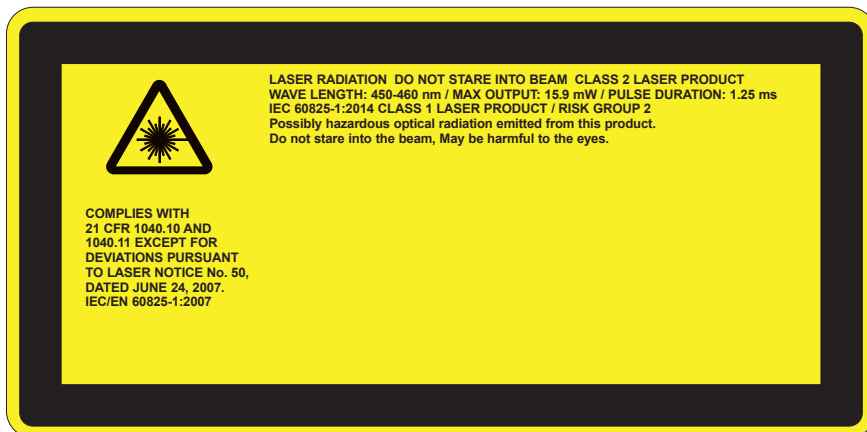 LASER RADIATION DO NOT STARE INTO BEAM CLASS 2 LASER PRODUCT
WAVE LENGTH: 450-460 nm / MAX OUTPUT: 15.9 mW / PULSE DURATION: 1.25 ms
IEC 60825-1:2014 CLASS 1 LASER PRODUCT / RISK GROUP 2
Possibly hazardous optical radiation emitted from this product.
Do not stare into the beam, May be harmful to the eyes.
COMPLIES WITH
21 CFR 1040.10 AND
1040.11 EXCEPT FOR
DEVIATIONS PURSUANT
TO LASER NOTICE No. 50,
DATED JUNE 24, 2007.
IEC/EN 60825-1:2007